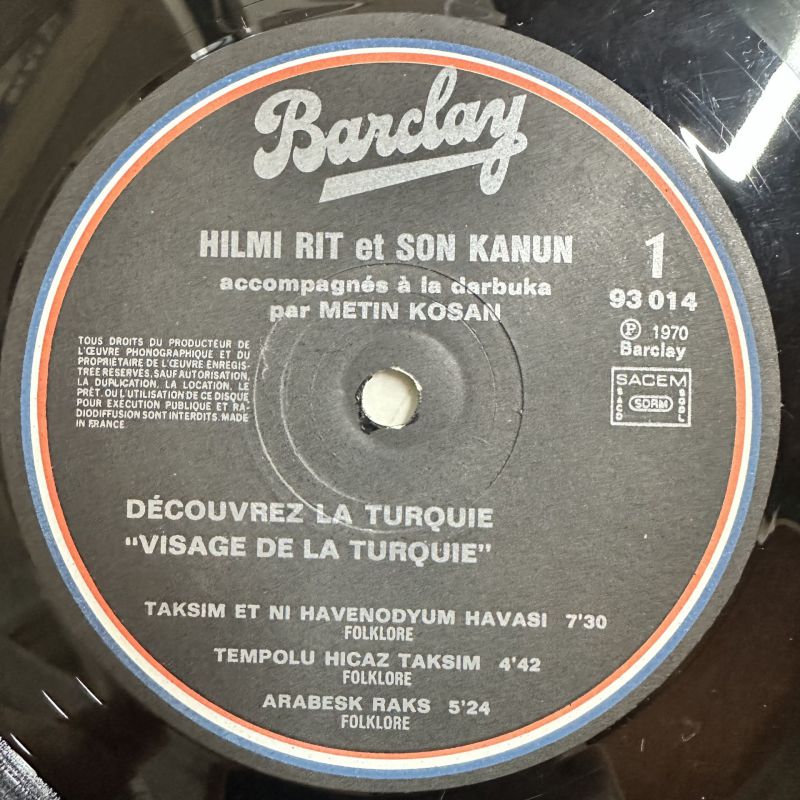 Barclay
HILMI RIT et SON KANUN
accompagnés à la darbuka
par METIN KOSAN
1
93 014
Ⓟ 1970
Barclay
SACEM
SACD
SDRM
SGDL
TOUS DROITS DU PRODUCTEUR DE
L'ŒUVRE PHONOGRAPHIQUE ET DU
PROPRIÉTAIRE DE L'ŒUVRE ENREGIS-
TRÉE RÉSERVÉS, SAUF AUTORISATION,
LA DUPLICATION, LA LOCATION, LE
PRÊT, OU L'UTILISATION DE CE DISQUE
POUR EXÉCUTION PUBLIQUE ET RA-
DIODIFFUSION SONT INTERDITS. MADE
IN FRANCE
DÉCOUVREZ LA TURQUIE
"VISAGE DE LA TURQUIE"
TAKSIM ET NI HAVENODYUM HAVASI 7'30
FOLKLORE
TEMPOLU HICAZ TAKSIM 4'42
FOLKLORE
ARABESK RAKS 5'24
FOLKLORE